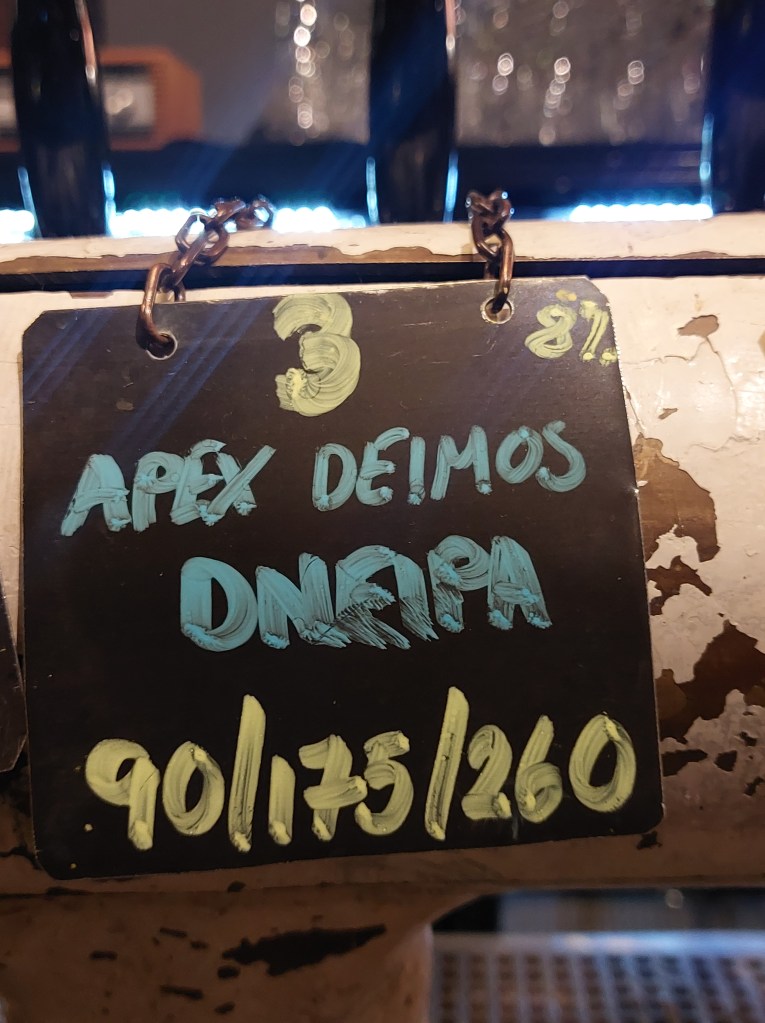 3
8%
APEX DEIMOS
DNEIPA
90/175/260